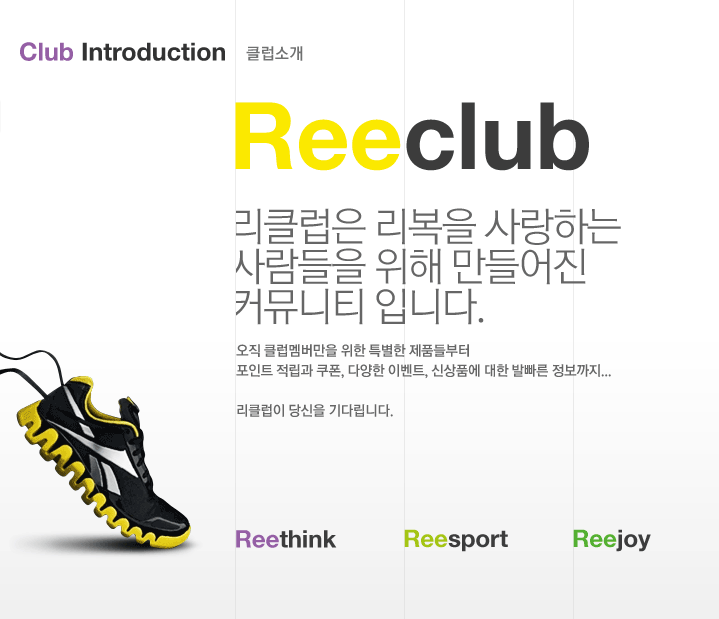 Club Introduction 클럽소개
Reeclub
리클럽은 리복을 사랑하는
사람들을 위해 만들어진
커뮤니티 입니다.
오직 클럽멤버만을 위한 특별한 제품들부터
포인트 적립과 쿠폰, 다양한 이벤트, 신상품에 대한 발빠른 정보까지...
리클럽이 당신을 기다립니다.
Reethink Reesport Reejoy